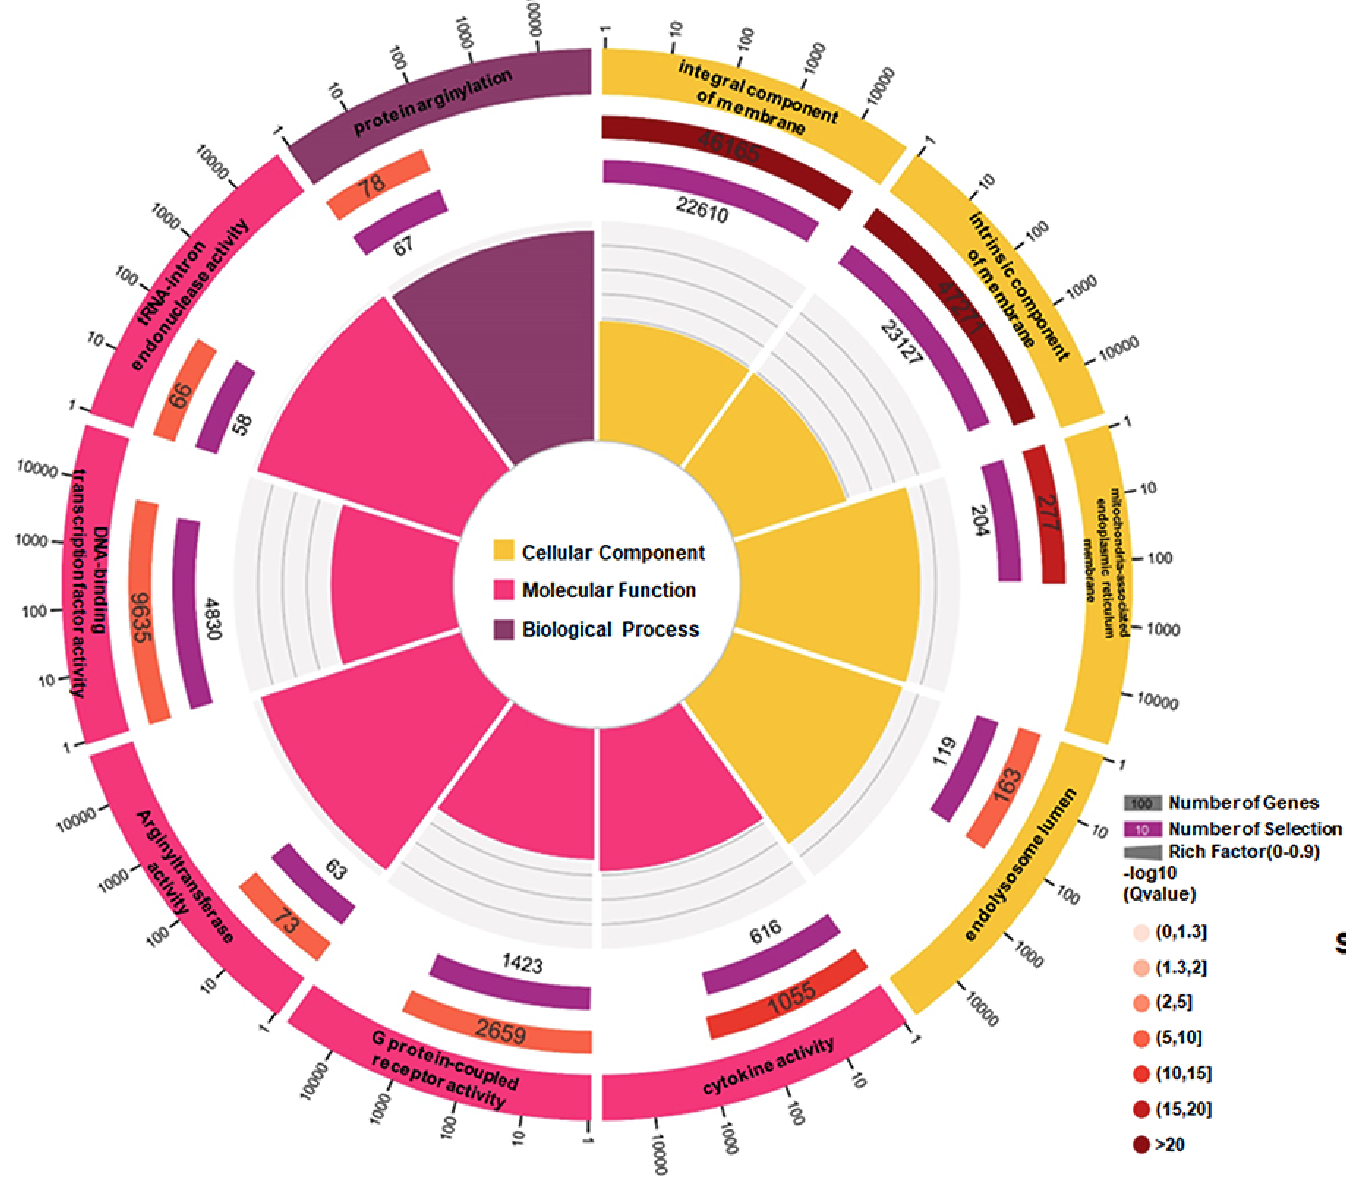 1
10
100
1000
10000
integral component
of membrane
46165
22610
1
10
100
1000
10000
intrinsic component
of membrane
47271
23127
1
10
100
1000
10000
mitochondria-associated
endoplasmic reticulum
membrane
277
204
1
10
100
1000
10000
endolysosome lumen
163
119
1
10
100
1000
10000
cytokine activity
1055
616
1
10
100
1000
10000
G protein-coupled
receptor activity
2659
1423
1
10
100
1000
10000
Arginyltransferase
activity
73
63
1
10
100
1000
10000
DNA-binding
transcription factor activity
9635
4830
1
10
100
1000
10000
tRNA-intron
endonuclease activity
66
58
1
10
100
1000
protein arginylation
78
67
Cellular Component
Molecular Function
Biological Process
100 Number of Genes
10 Number of Selection
Rich Factor(0-0.9)
-log10
(Qvalue)
(0,1.3]
(1.3,2]
(2,5]
(5,10]
(10,15]
(15,20]
>20